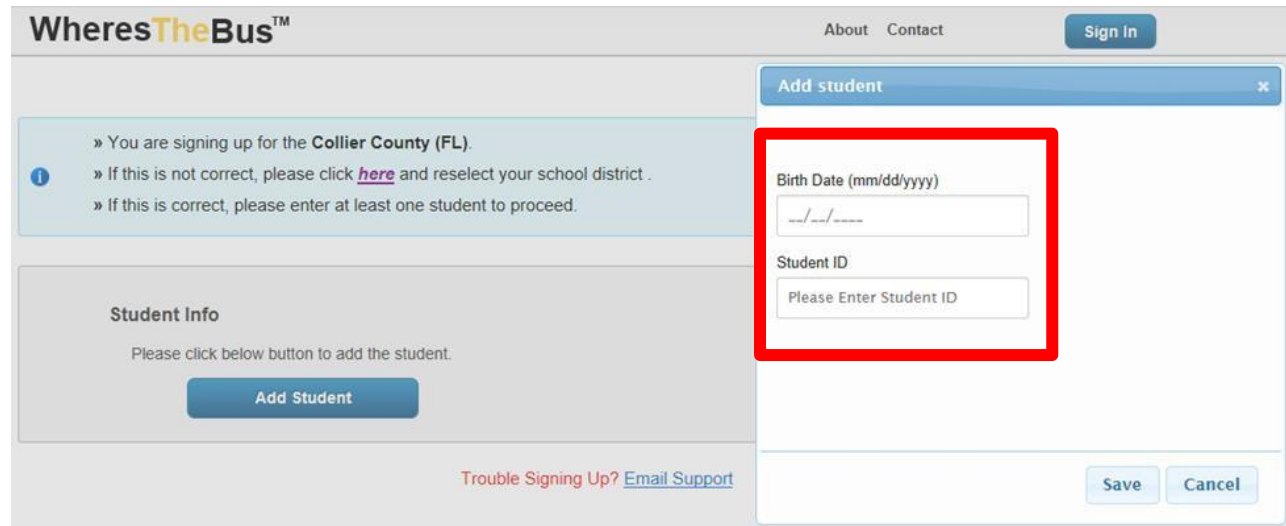 WheresTheBus™
About Contact Sign In
Add student ×
» You are signing up for the Collier County (FL).
» If this is not correct, please click here and reselect your school district .
» If this is correct, please enter at least one student to proceed.
Birth Date (mm/dd/yyyy)
__/__/____
Student ID
Please Enter Student ID
Student Info
Please click below button to add the student.
Add Student
Trouble Signing Up? Email Support
Save Cancel